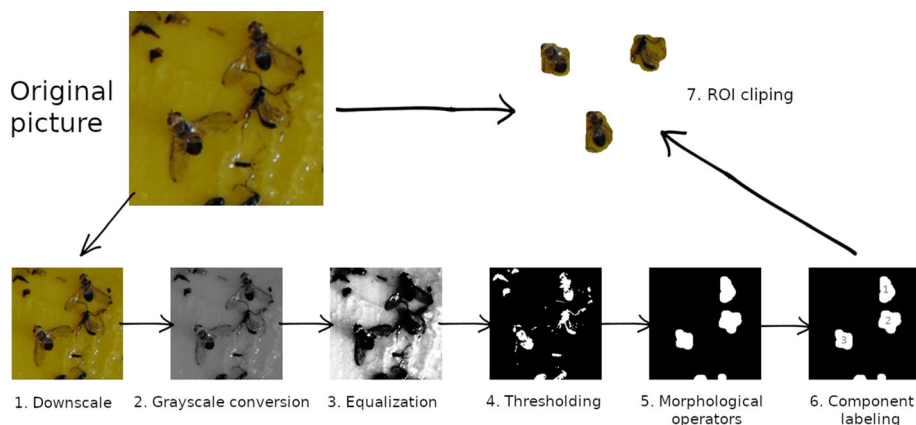 Original
picture
7. ROI cliping
1
2
3
1. Downscale
2. Grayscale conversion
3. Equalization
4. Thresholding
5. Morphological
operators
6. Component
labeling